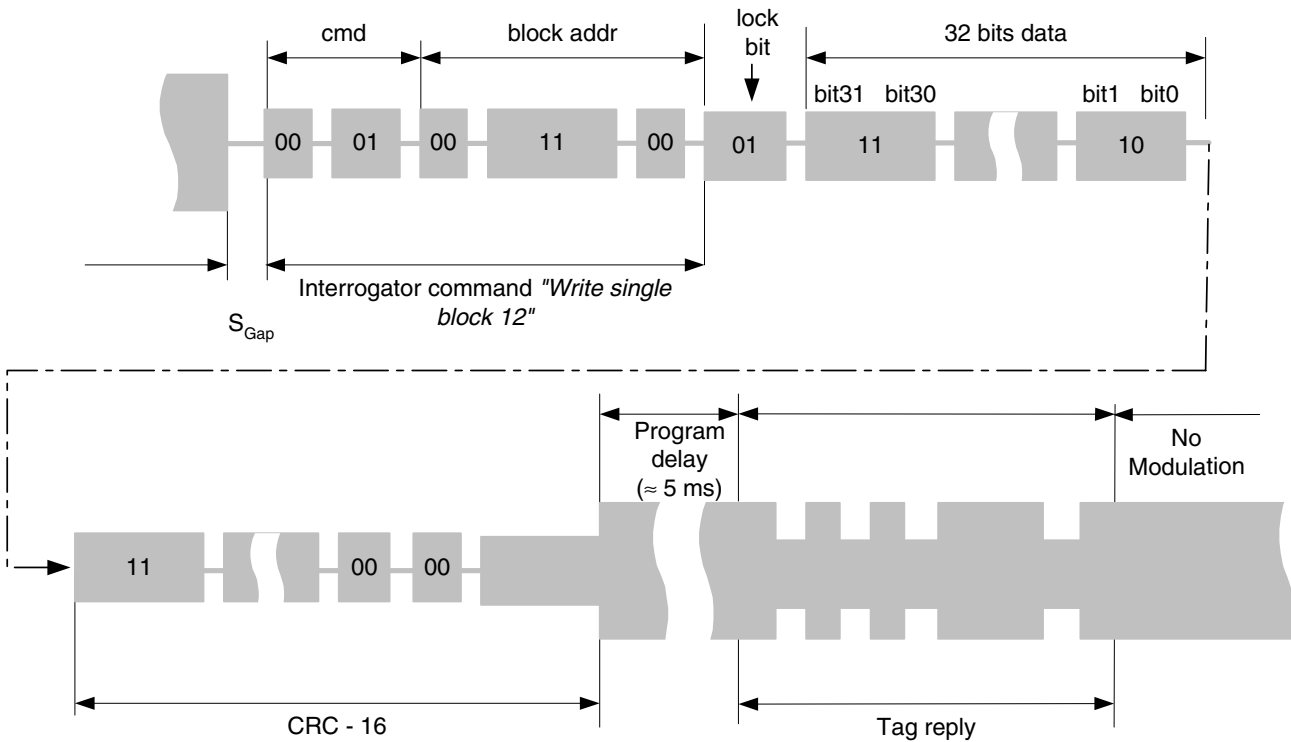 cmd
block addr
lock
bit
32 bits data
bit31 bit30
bit1 bit0
00 01 00 11 00 01 11 10
Interrogator command "Write single
block 12"
S_Gap
Program
delay
(≈ 5 ms)
No
Modulation
11 00 00
CRC - 16
Tag reply